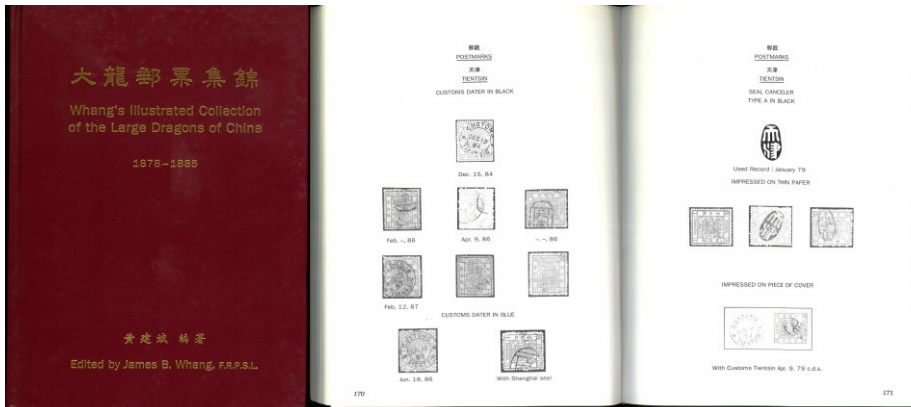 大龍郵票集錦
Whang's Illustrated Collection
of the Large Dragons of China
1878-1885
黃建斌 編著
Edited by James B. Whang, F.R.P.S.L.
郵戳
POSTMARKS
天津
TIENTSIN
CUSTOMS DATER IN BLACK
Dec. 15, 84
Feb. -, 86
Apr. 9, 86
-. -, 86
Feb. 12, 87
CUSTOMS DATER IN BLUE
Jun. 18, 86
With Shanghai seal
170
郵戳
POSTMARKS
天津
TIENTSIN
SEAL CANCELER
TYPE A IN BLACK
Used Record : January 79
IMPRESSED ON THIN PAPER
IMPRESSED ON PIECE OF COVER
With Customs Tientsin Apr. 9, 79 c.d.s.
171